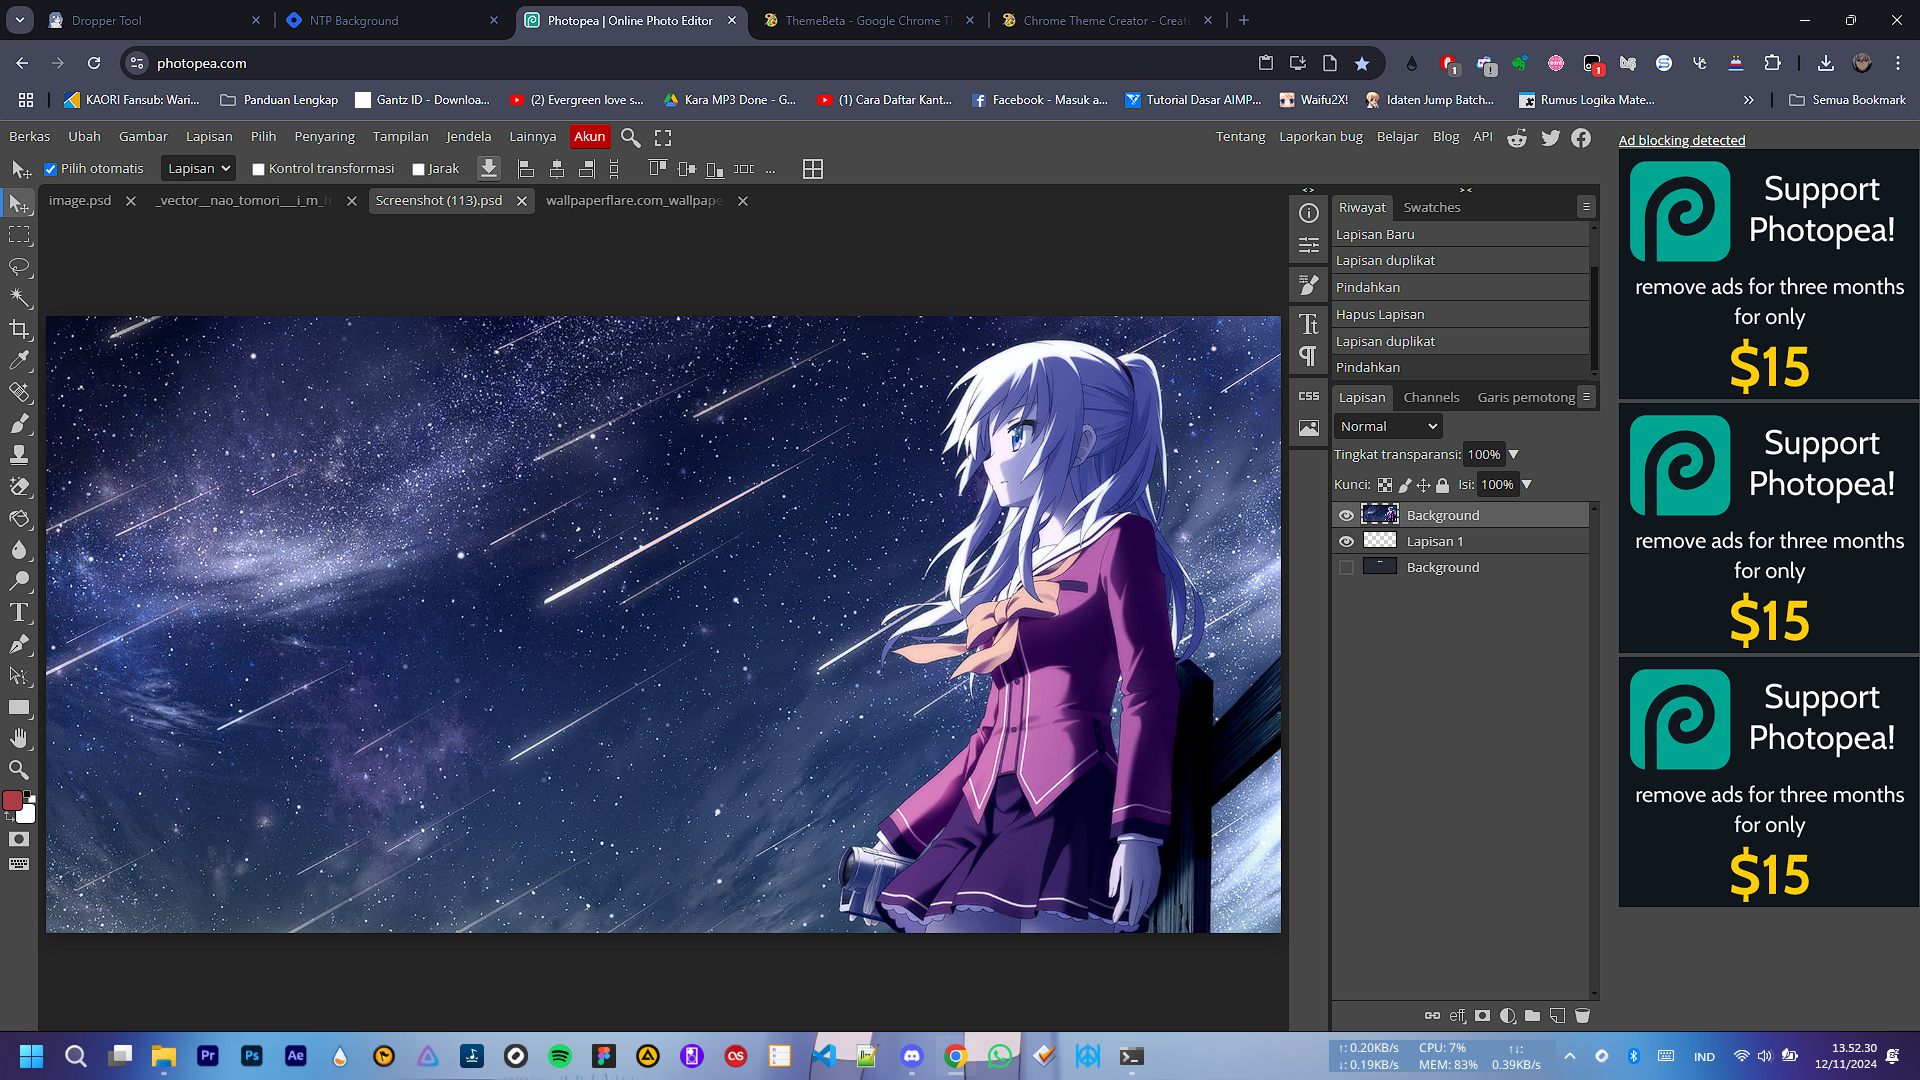 Dropper Tool
NTP Background
Photopea | Online Photo Editor
ThemeBeta - Google Chrome T
Chrome Theme Creator - Create
photopea.com
1
!
1
KAORI Fansub: Wari...
Panduan Lengkap
Gantz ID - Downloa...
(2) Evergreen love s...
Kara MP3 Done - G...
(1) Cara Daftar Kant...
Facebook - Masuk a...
Tutorial Dasar AIMP...
Waifu2X!
Idaten Jump Batch...
Rumus Logika Mate...
Semua Bookmark
Berkas
Ubah
Gambar
Lapisan
Pilih
Penyaring
Tampilan
Jendela
Lainnya
Akun
Tentang
Laporkan bug
Belajar
Blog
API
Ad blocking detected
Pilih otomatis
Lapisan
Kontrol transformasi
Jarak
...
image.psd
_vector__nao_tomori___i_m_h
Screenshot (113).psd
wallpaperflare.com_wallpape
Riwayat
Swatches
Lapisan Baru
Lapisan duplikat
Pindahkan
Hapus Lapisan
Lapisan duplikat
Pindahkan
CSS
Lapisan
Channels
Garis pemotong
Normal
Tingkat transparansi:
100%
Kunci:
Isi:
100%
Background
Lapisan 1
Background
eff
Support
Photopea!
remove ads for three months
for only
$15
Support
Photopea!
remove ads for three months
for only
$15
Support
Photopea!
remove ads for three months
for only
$15
Pr
Ps
Ae
↑: 0.20KB/s
↓: 0.19KB/s
CPU: 7%
MEM: 83%
↑↓:
0.39KB/s
IND
13.52.30
12/11/2024